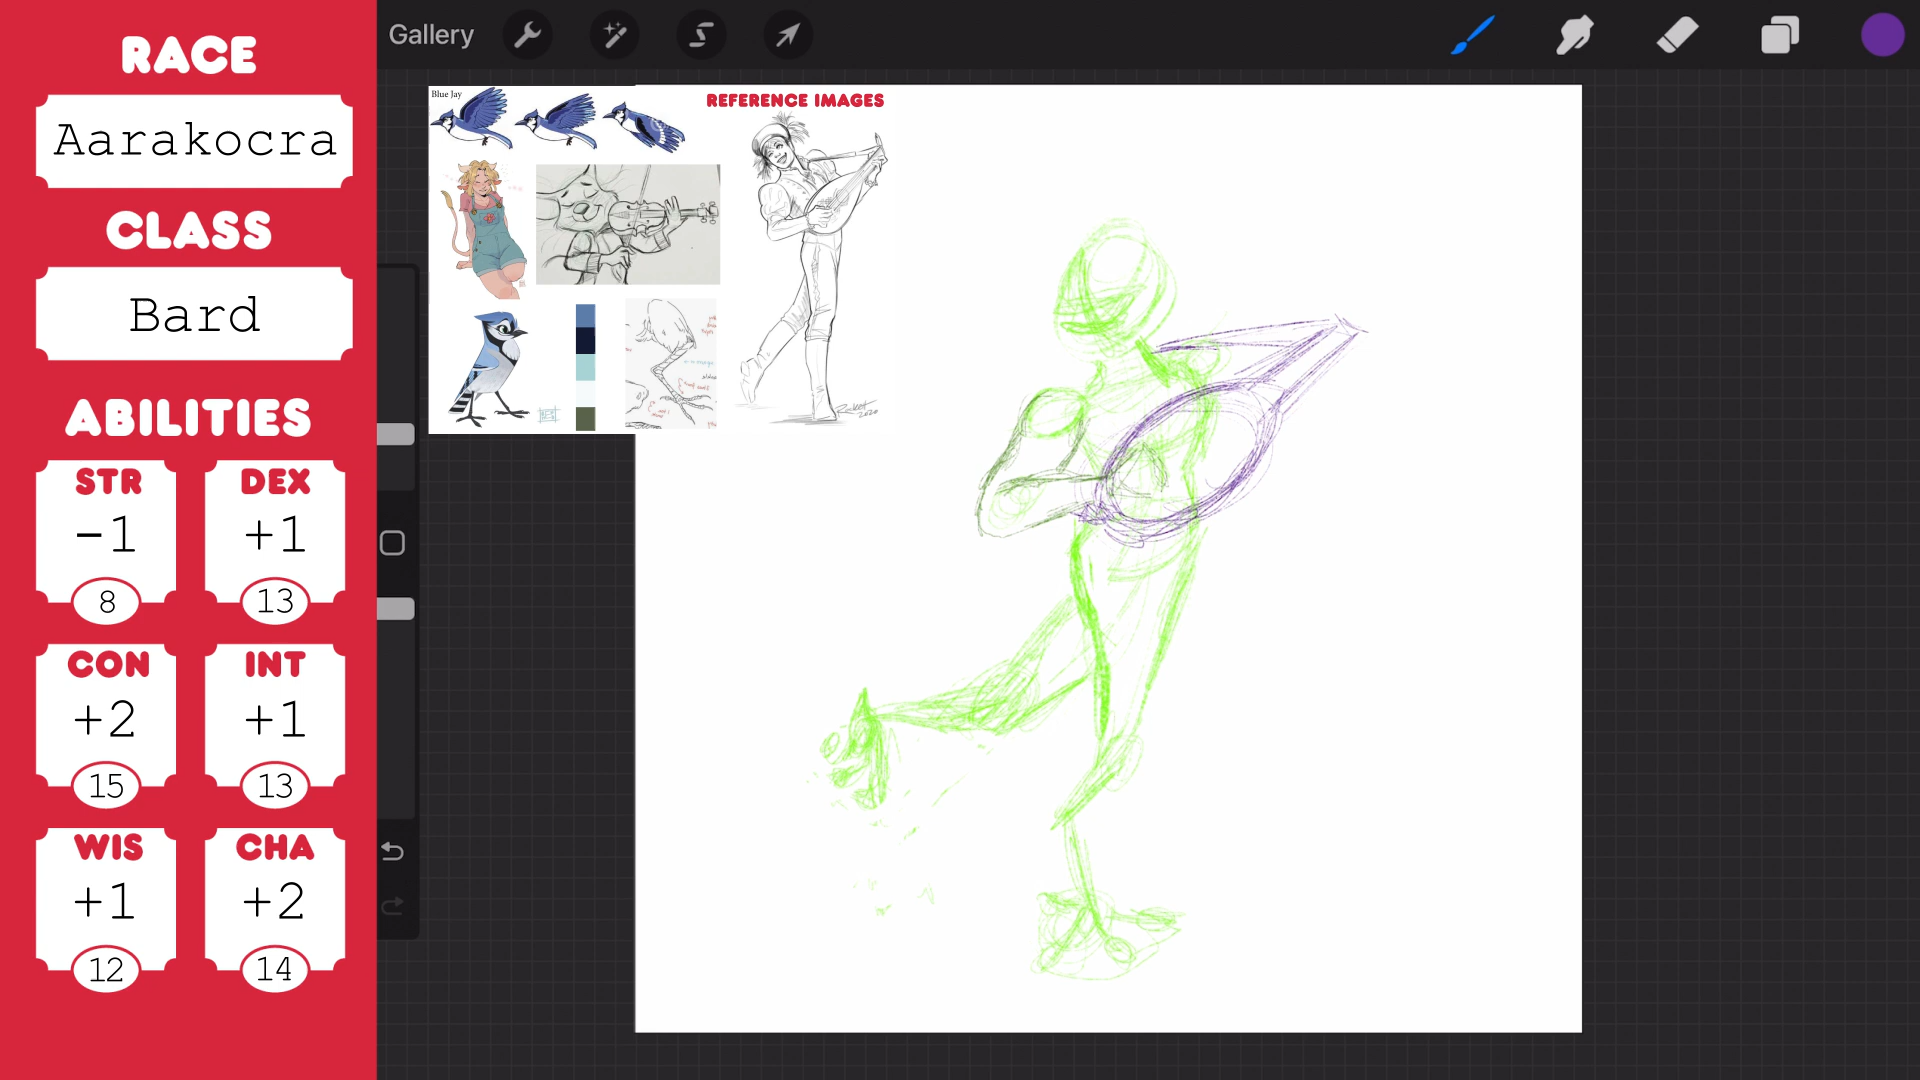 RACE
Aarakocra
CLASS
Bard
ABILITIES
STR DEX
-1 +1
8 13
CON INT
+2 +1
15 13
WIS CHA
+1 +2
12 14
Gallery
Blue Jay
REFERENCE IMAGES
2020